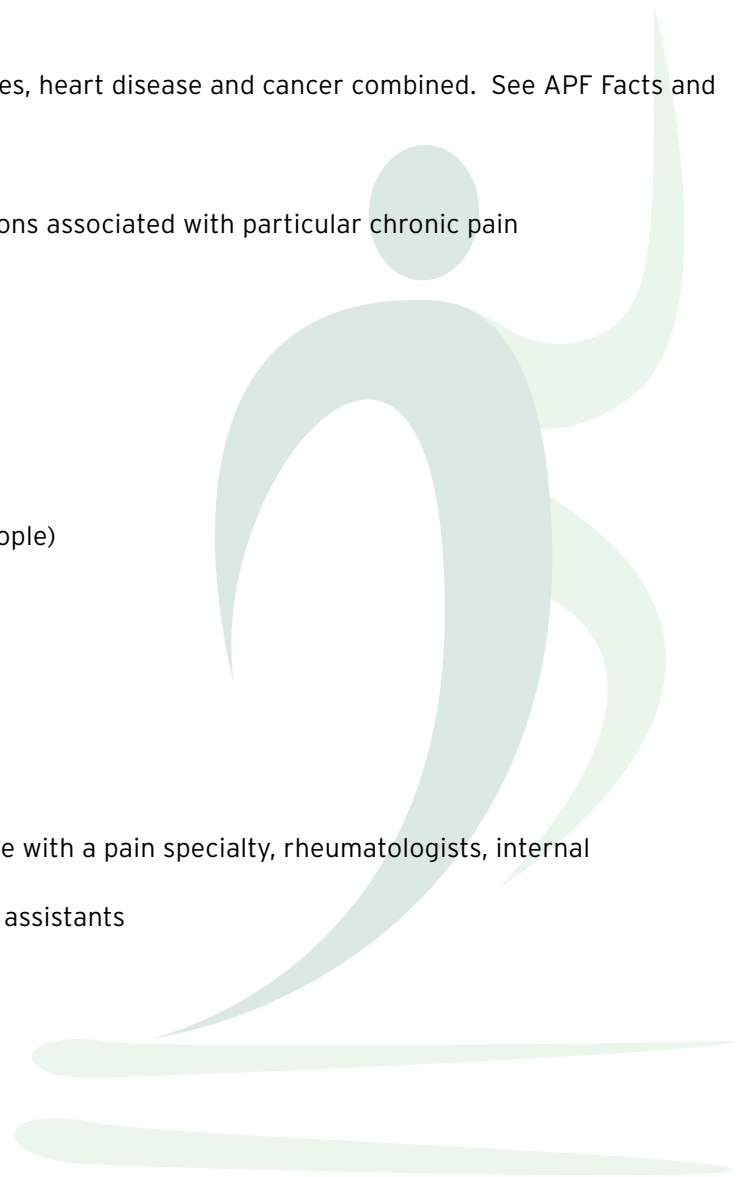 es, heart disease and cancer combined.  See APF Facts and
ons associated with particular chronic pain
ople)
e with a pain specialty, rheumatologists, internal
assistants